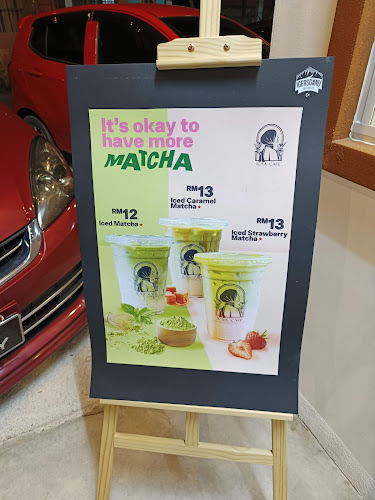 It's okay to
have more
MATCHA
RM12
Iced Matcha
RM13
Iced Caramel
Matcha
RM13
Iced Strawberry
Matcha